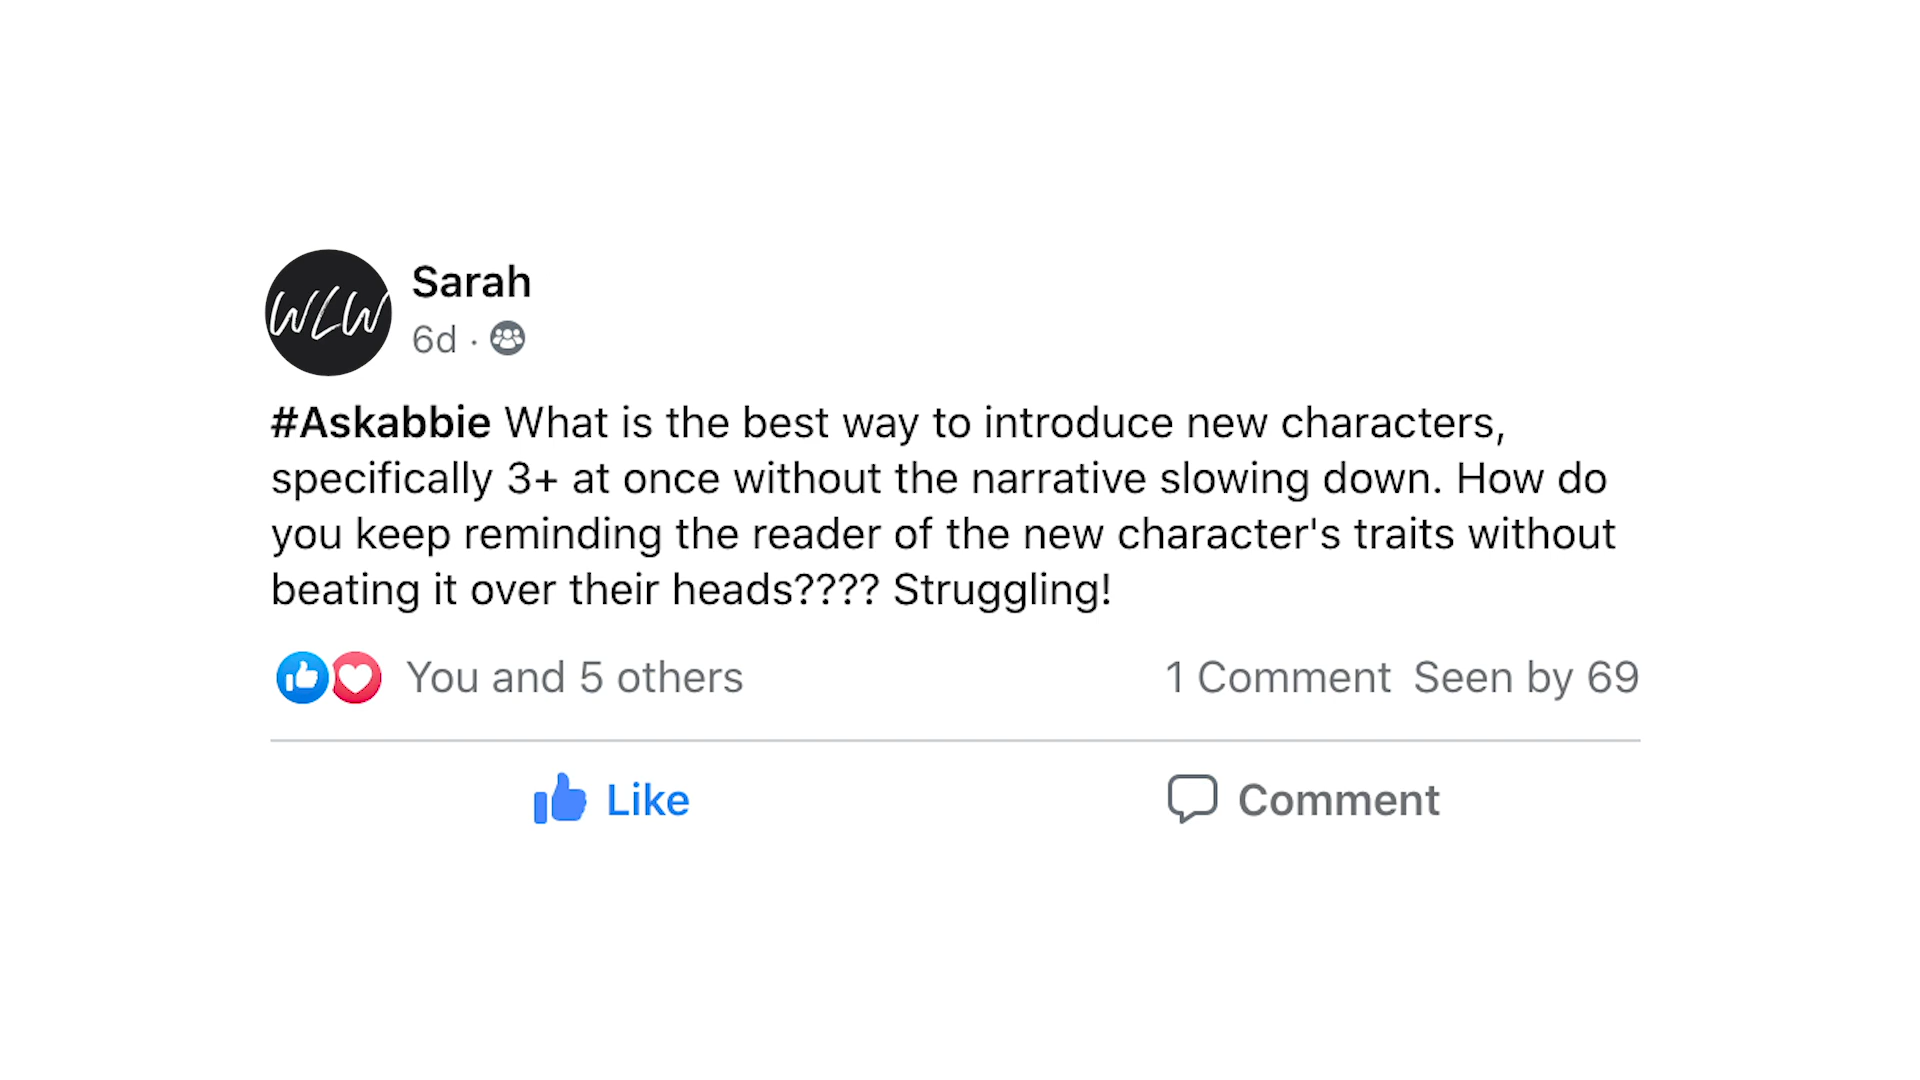 WLW
Sarah
6d ·
#Askabbie What is the best way to introduce new characters,
specifically 3+ at once without the narrative slowing down. How do
you keep reminding the reader of the new character's traits without
beating it over their heads???? Struggling!
You and 5 others
1 Comment Seen by 69
Like
Comment